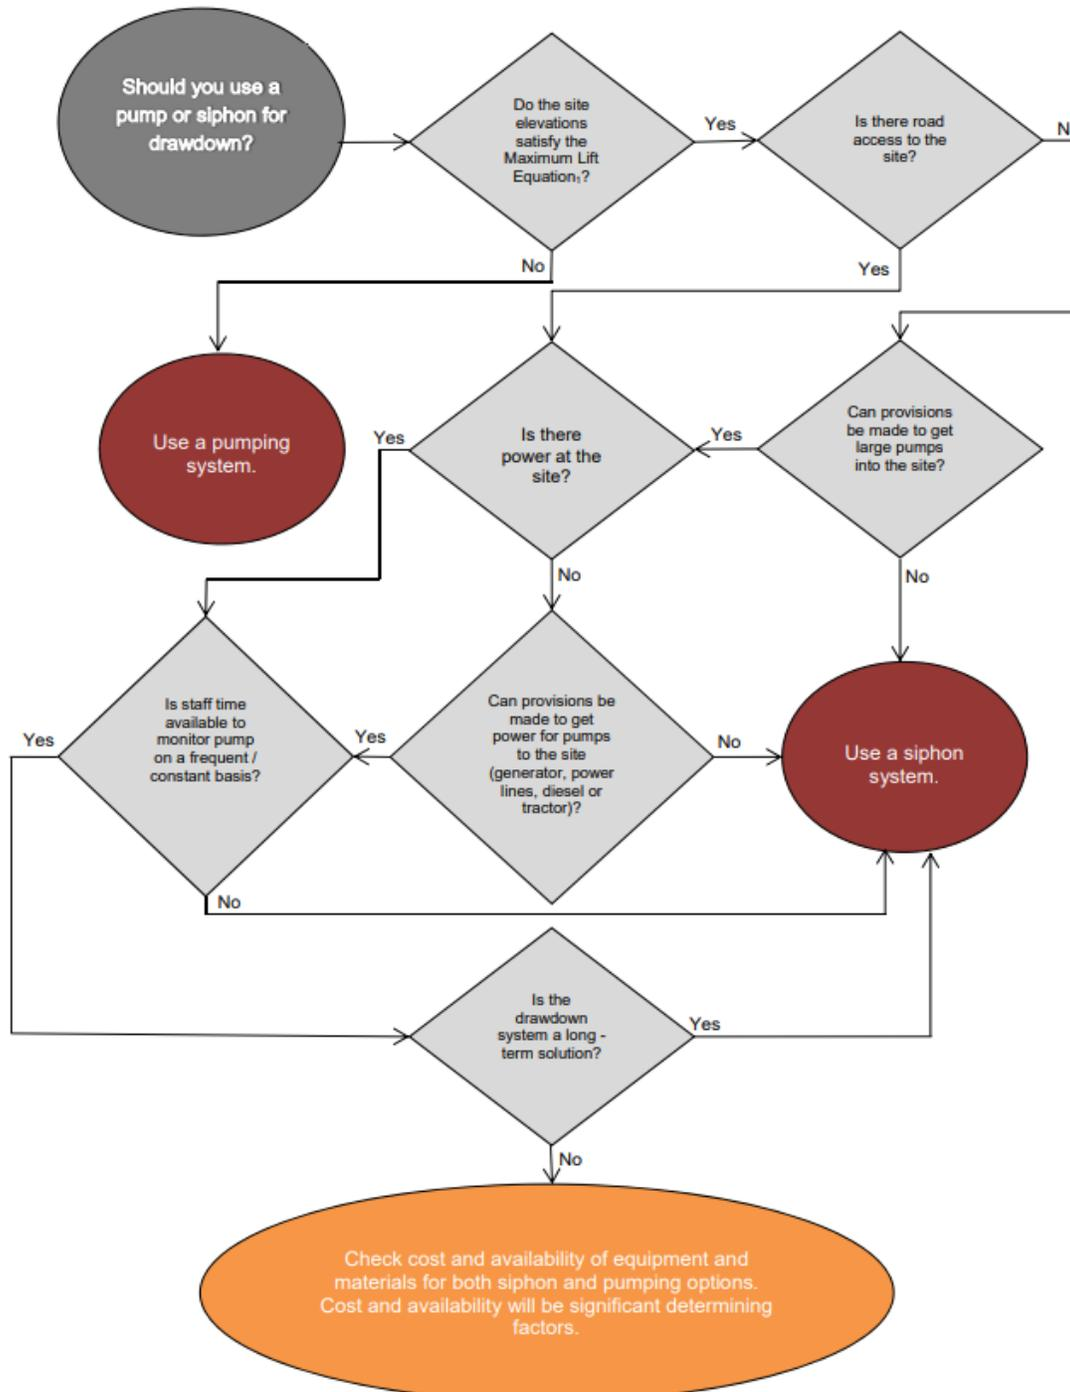 Should you use a
pump or siphon for
drawdown?
Do the site
elevations
satisfy the
Maximum Lift
Equation₁?
Yes
Is there road
access to the
site?
N
No
Yes
Use a pumping
system.
Yes
Is there
power at the
site?
Yes
Can provisions
be made to get
large pumps
into the site?
No
No
Is staff time
available to
monitor pump
on a frequent /
constant basis?
Yes
Yes
Can provisions be
made to get
power for pumps
to the site
(generator, power
lines, diesel or
tractor)?
No
Use a siphon
system.
No
Is the
drawdown
system a long -
term solution?
Yes
No
Check cost and availability of equipment and
materials for both siphon and pumping options.
Cost and availability will be significant determining
factors.